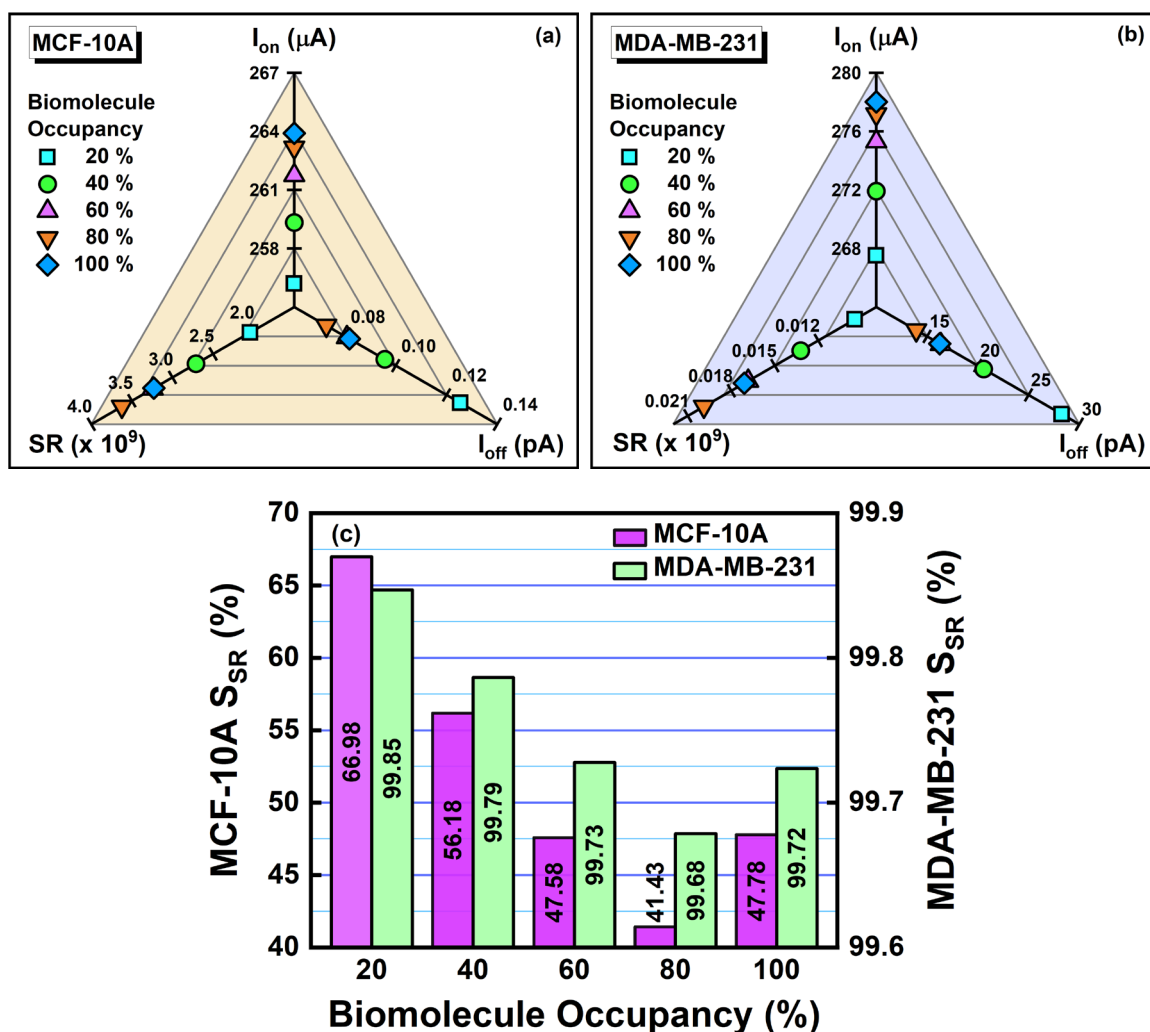 MCF-10A
I_on (μA)
(a)
267
Biomolecule
Occupancy
20 %
40 %
60 %
80 %
100 %
264
261
258
2.0
2.5
3.0
3.5
4.0
0.08
0.10
0.12
0.14
SR (x 10⁹)
I_off (pA)
MDA-MB-231
I_on (μA)
(b)
280
Biomolecule
Occupancy
20 %
40 %
60 %
80 %
100 %
276
272
268
0.012
0.015
0.018
0.021
15
20
25
30
SR (x 10⁹)
I_off (pA)
(c)
MCF-10A
MDA-MB-231
MCF-10A S_SR (%)
70
65
60
55
50
45
40
66.98
99.85
56.18
99.79
47.58
99.73
41.43
99.68
47.78
99.72
99.9
99.8
99.7
99.6
MDA-MB-231 S_SR (%)
20 40 60 80 100
Biomolecule Occupancy (%)